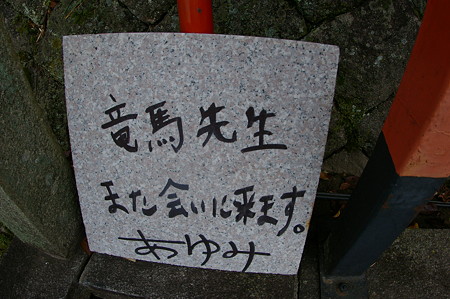 竜馬先生
また会いに来ます。
あゆみ